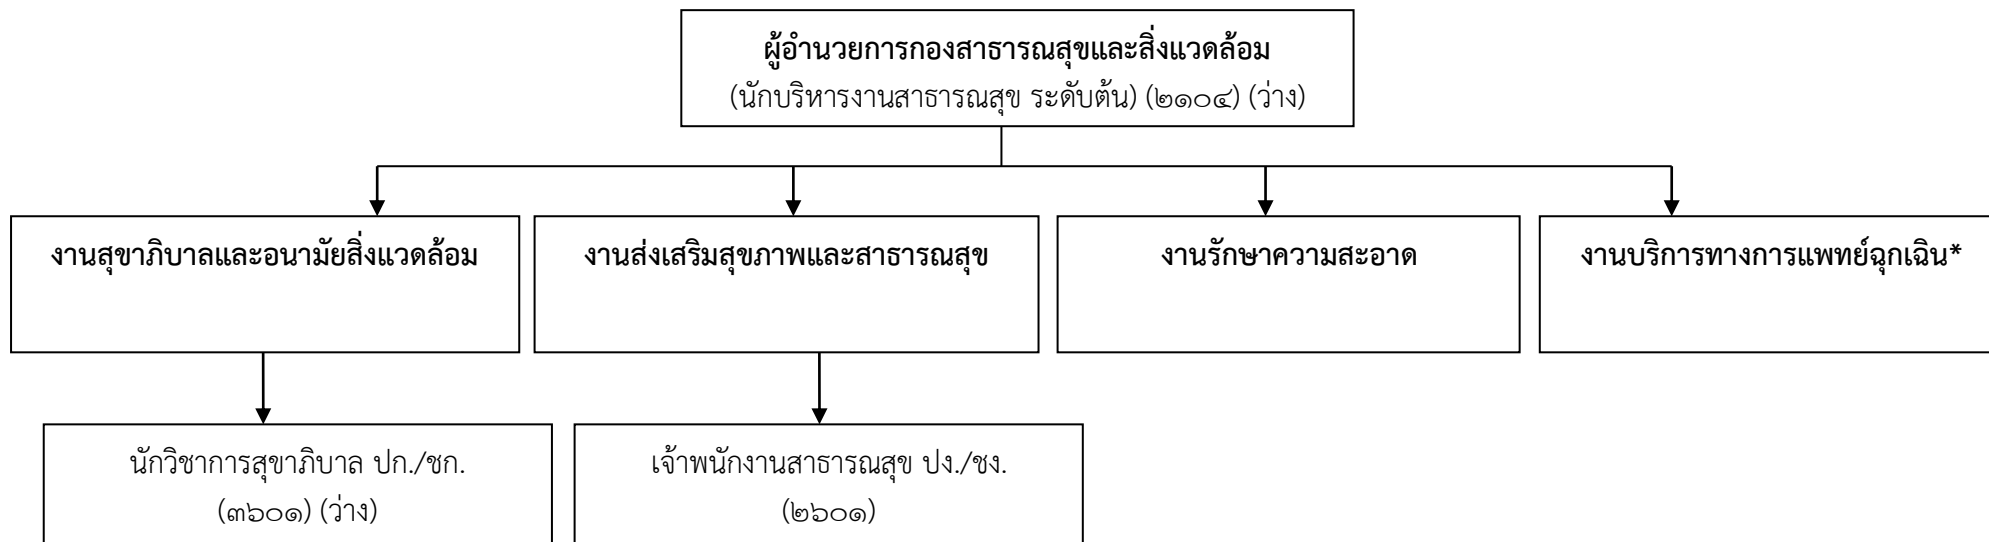 ผู้อำนวยการกองสาธารณสุขและสิ่งแวดล้อม
(นักบริหารงานสาธารณสุข ระดับต้น) (๒๑๐๔) (ว่าง)
งานสุขาภิบาลและอนามัยสิ่งแวดล้อม
งานส่งเสริมสุขภาพและสาธารณสุข
งานรักษาความสะอาด
งานบริการทางการแพทย์ฉุกเฉิน*
นักวิชาการสุขาภิบาล ปก./ชก.
(๓๖๐๑) (ว่าง)
เจ้าพนักงานสาธารณสุข ปง./ชง.
(๒๖๐๑)